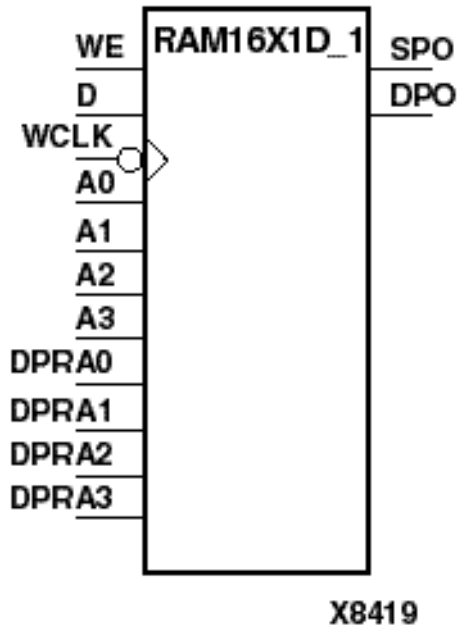 RAM16X1D_1
WE
SPO
D
DPO
WCLK
A0
A1
A2
A3
DPRA0
DPRA1
DPRA2
DPRA3
X8419